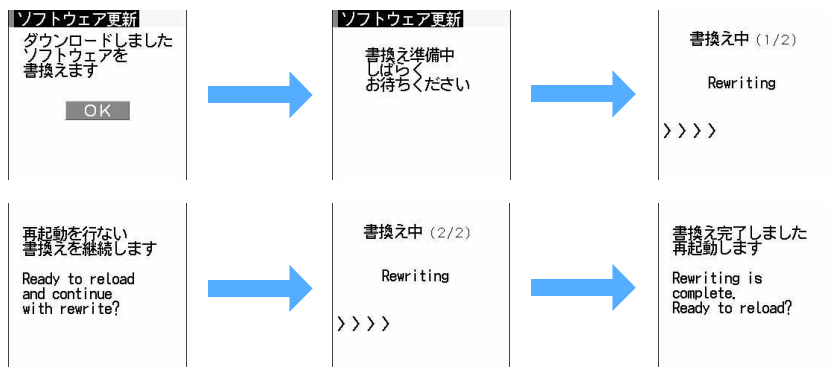 ソフトウェア更新
ダウンロードしました
ソフトウェアを
書換えます
OK
ソフトウェア更新
書換え準備中
しばらく
お待ちください
書換え中 (1/2)
Rewriting
〉〉〉〉
再起動を行ない
書換えを継続します
Ready to reload
and continue
with rewrite?
書換え中 (2/2)
Rewriting
〉〉〉〉
書換え完了しました
再起動します
Rewriting is
complete.
Ready to reload?